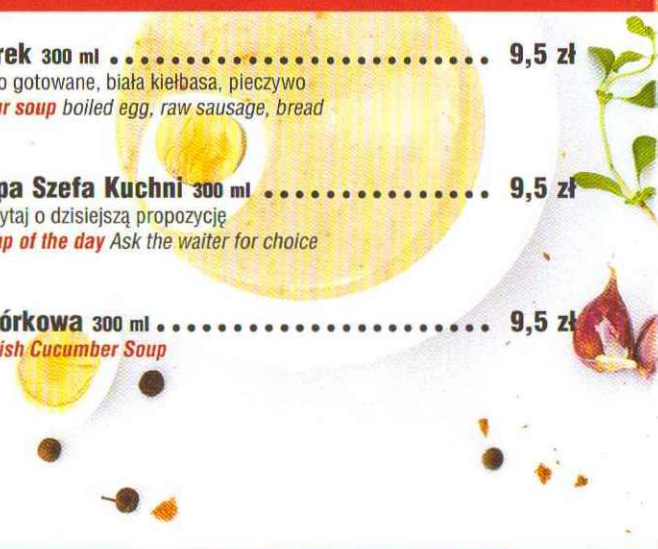 rek 300 ml ........................................ 9,5 zł
o gotowane, biała kiełbasa, pieczywo
ur soup boiled egg, raw sausage, bread
pa Szefa Kuchni 300 ml ........................ 9,5 zł
ytaj o dzisiejszą propozycję
up of the day Ask the waiter for choice
órkowa 300 ml .................................. 9,5 zł
ish Cucumber Soup